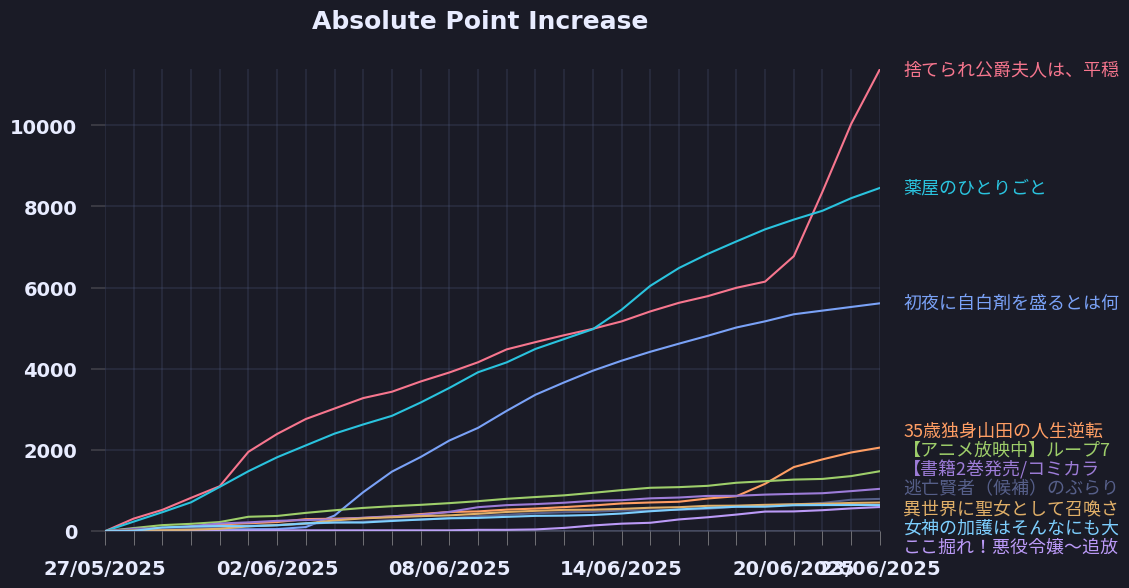 Absolute Point Increase
10000
8000
6000
4000
2000
0
27/05/2025
02/06/2025
08/06/2025
14/06/2025
20/06/2025
23/06/2025
捨てられ公爵夫人は、平穏
薬屋のひとりごと
初夜に自白剤を盛るとは何
35歳独身山田の人生逆転
【アニメ放映中】ループ7
【書籍2巻発売/コミカラ
逃亡賢者（候補）のぶらり
異世界に聖女として召喚さ
女神の加護はそんなにも大
ここ掘れ！悪役令嬢〜追放